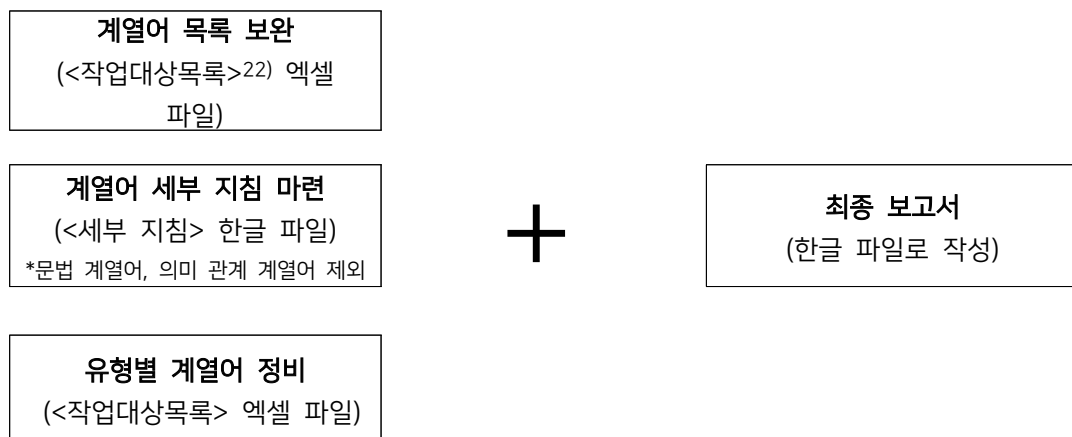 계열어 목록 보완
(<작업대상목록>22) 엑셀
파일)
계열어 세부 지침 마련
(<세부 지침> 한글 파일)
*문법 계열어, 의미 관계 계열어 제외
+
최종 보고서
(한글 파일로 작성)
유형별 계열어 정비
(<작업대상목록> 엑셀 파일)